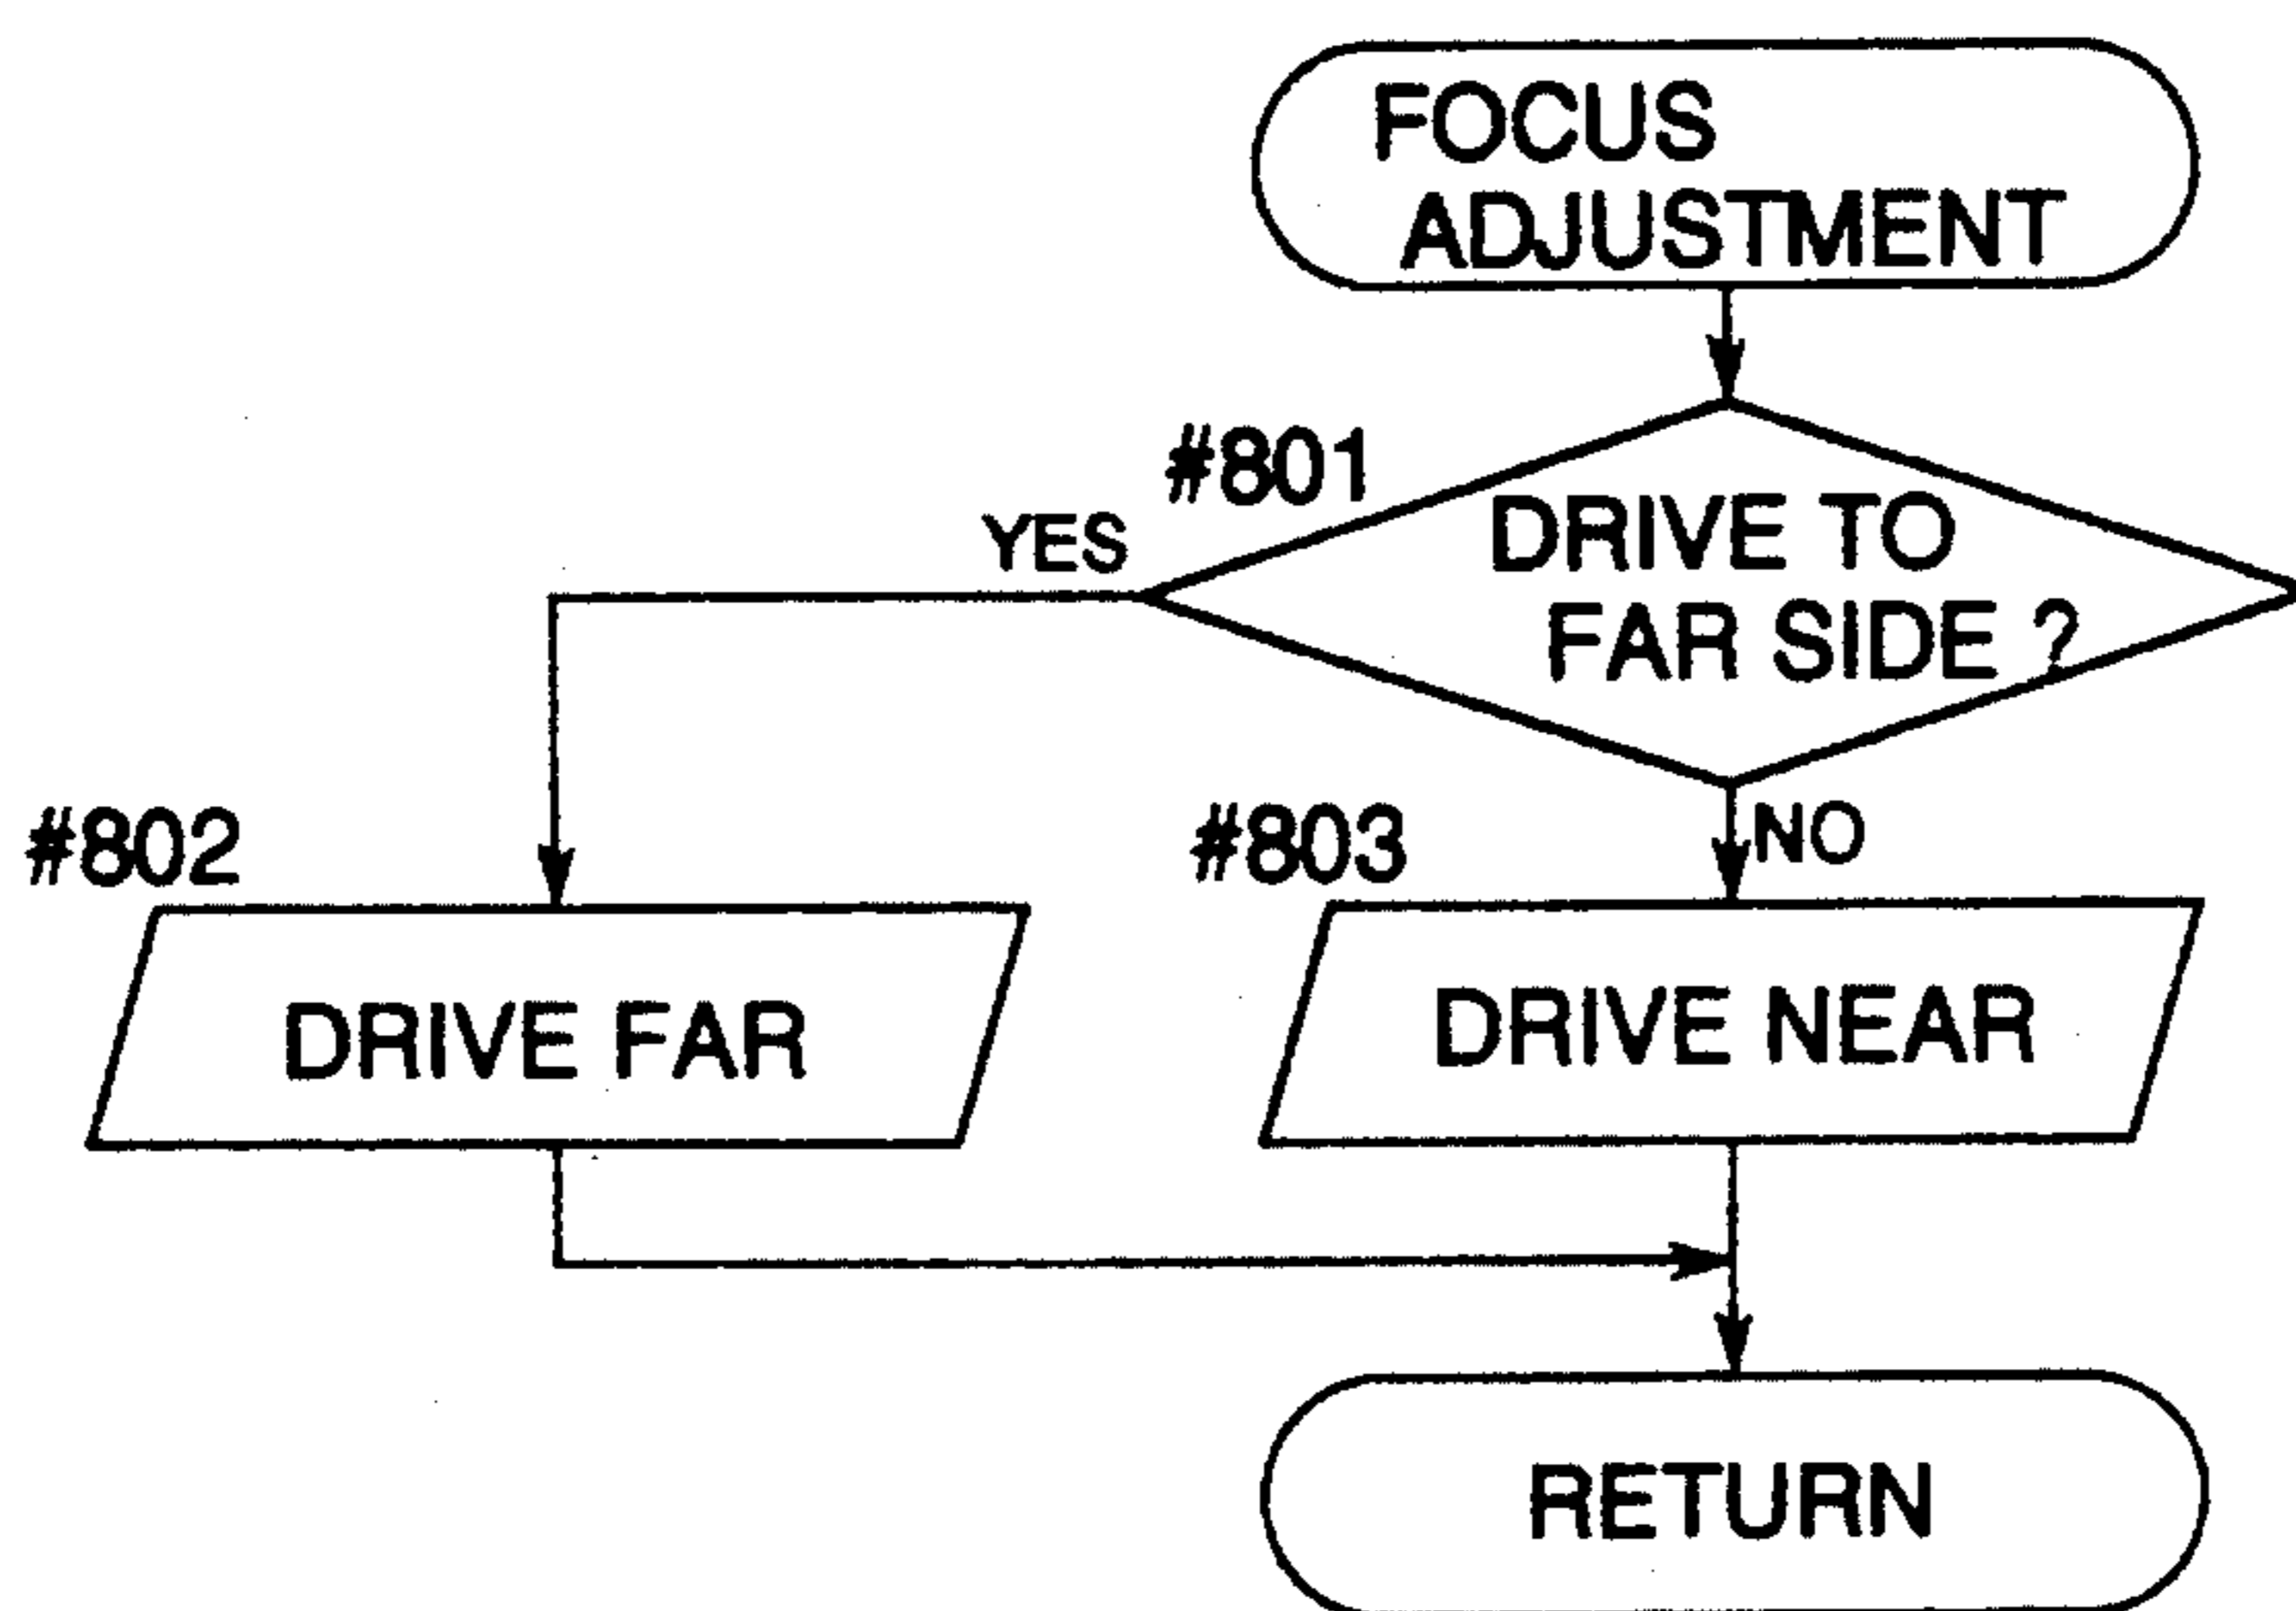 FOCUS
ADJUSTMENT
#801
DRIVE TO
FAR SIDE ?
YES
NO
#802
DRIVE FAR
#803
DRIVE NEAR
RETURN